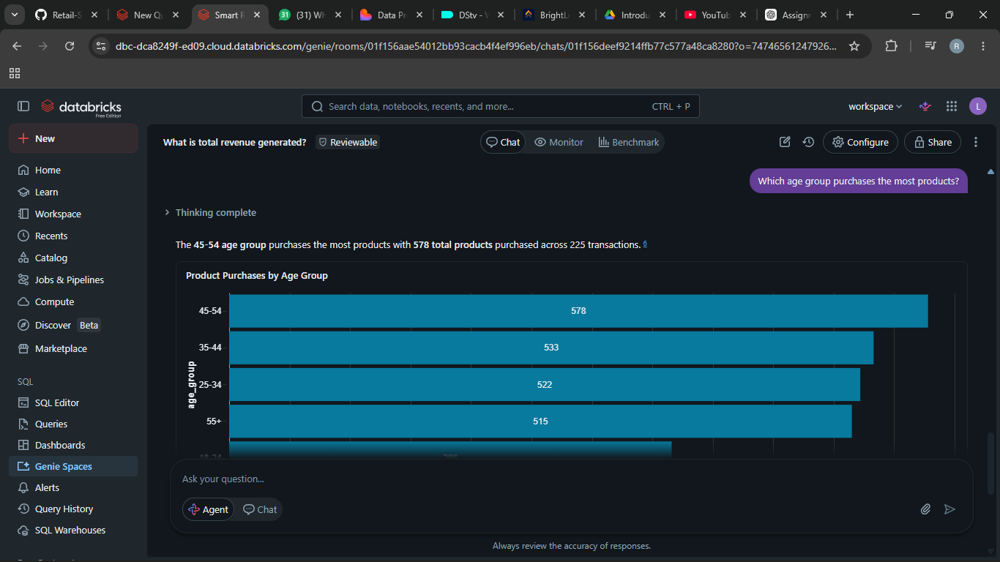 Retail-S
New Qu
Smart R
(31) Wh
Data Pr
DStv - 
BrightLe
Introdu
YouTub
Assignm
dbc-dca8249f-ed09.cloud.databricks.com/genie/rooms/01f156aae54012bb93cacb4f4ef996eb/chats/01f156deef9214ffb77c577a48ca8280?o=74746561247926...
R
databricks
Free Edition
Search data, notebooks, recents, and more...
CTRL + P
workspace
L
New
Home
Learn
Workspace
Recents
Catalog
Jobs & Pipelines
Compute
Discover Beta
Marketplace
SQL
SQL Editor
Queries
Dashboards
Genie Spaces
Alerts
Query History
SQL Warehouses
What is total revenue generated?
Reviewable
Chat
Monitor
Benchmark
Configure
Share
Which age group purchases the most products?
Thinking complete
The 45-54 age group purchases the most products with 578 total products purchased across 225 transactions. 6
Product Purchases by Age Group
age_group
45-54 578
35-44 533
25-34 522
55+ 515
Ask your question...
Agent
Chat
Always review the accuracy of responses.